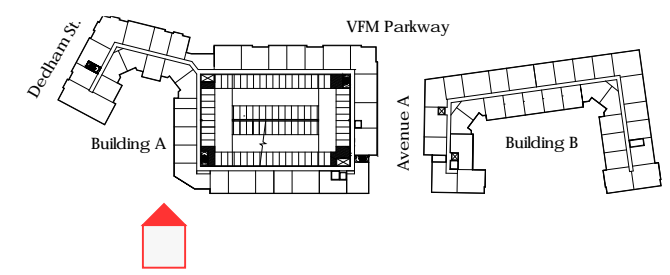 VFM Parkway
Dedham St.
Building A
Avenue A
Building B